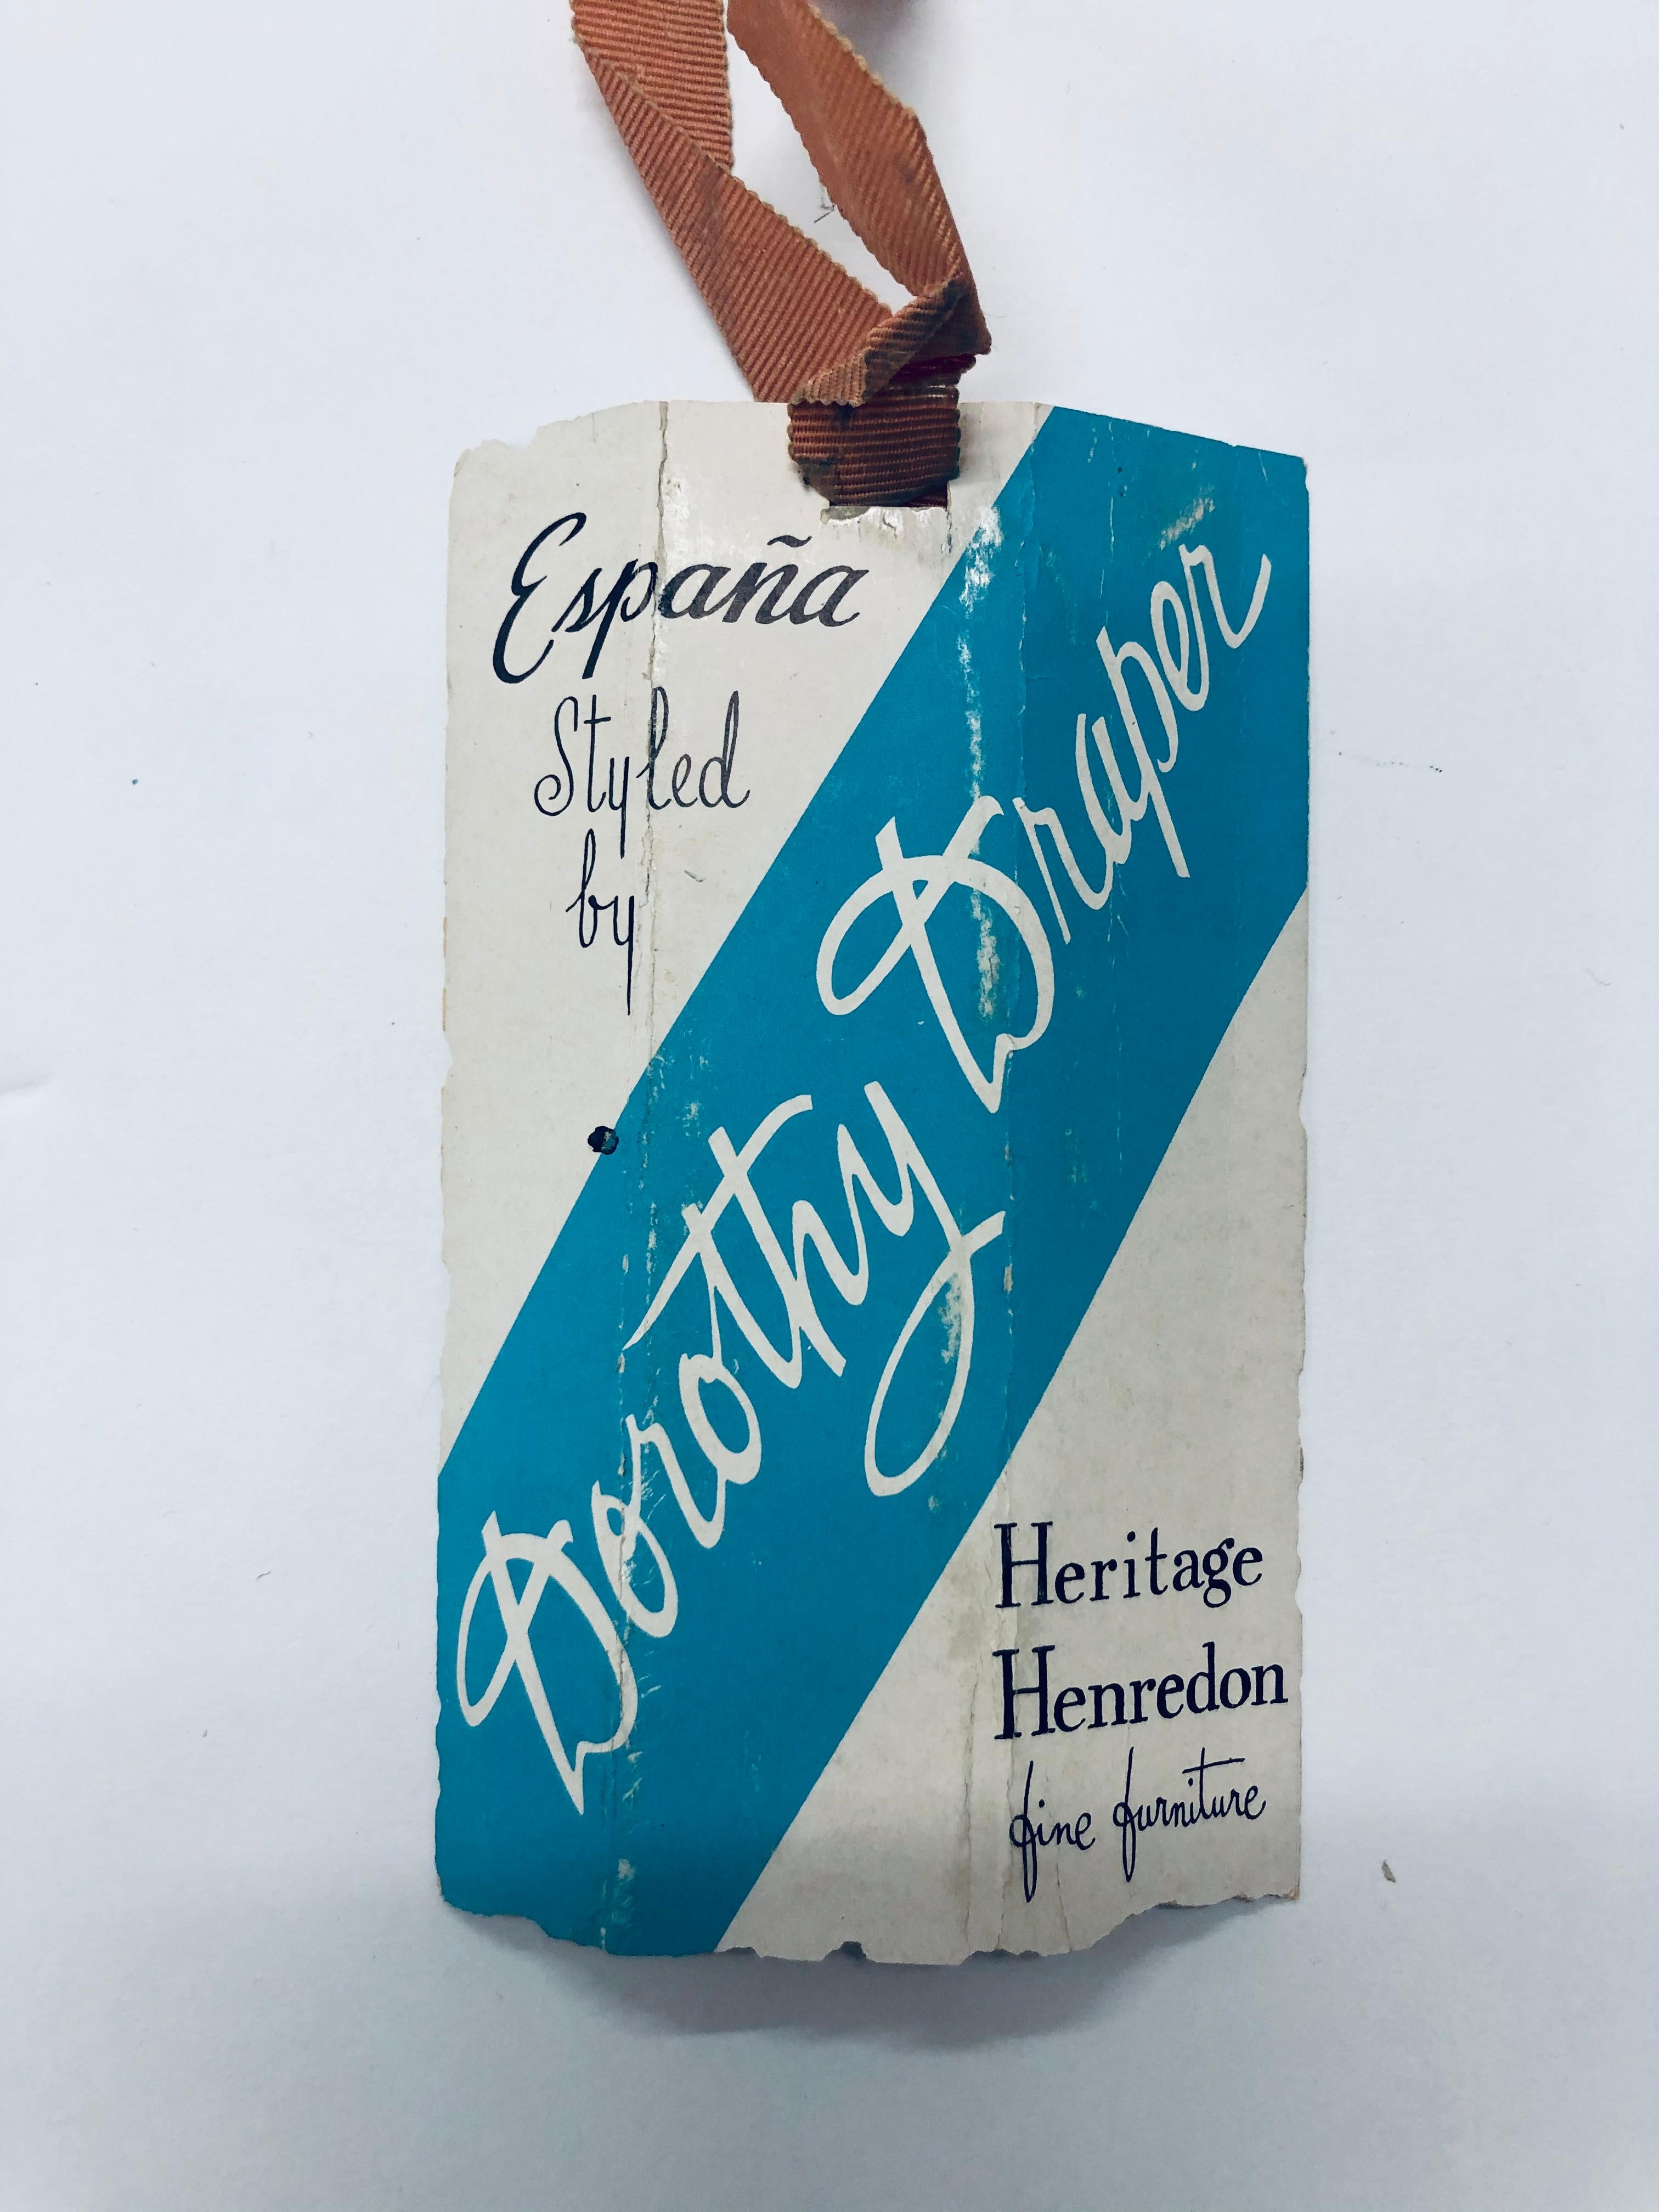 España
Styled
by
Dorothy Draper
Heritage
Henredon
fine furniture